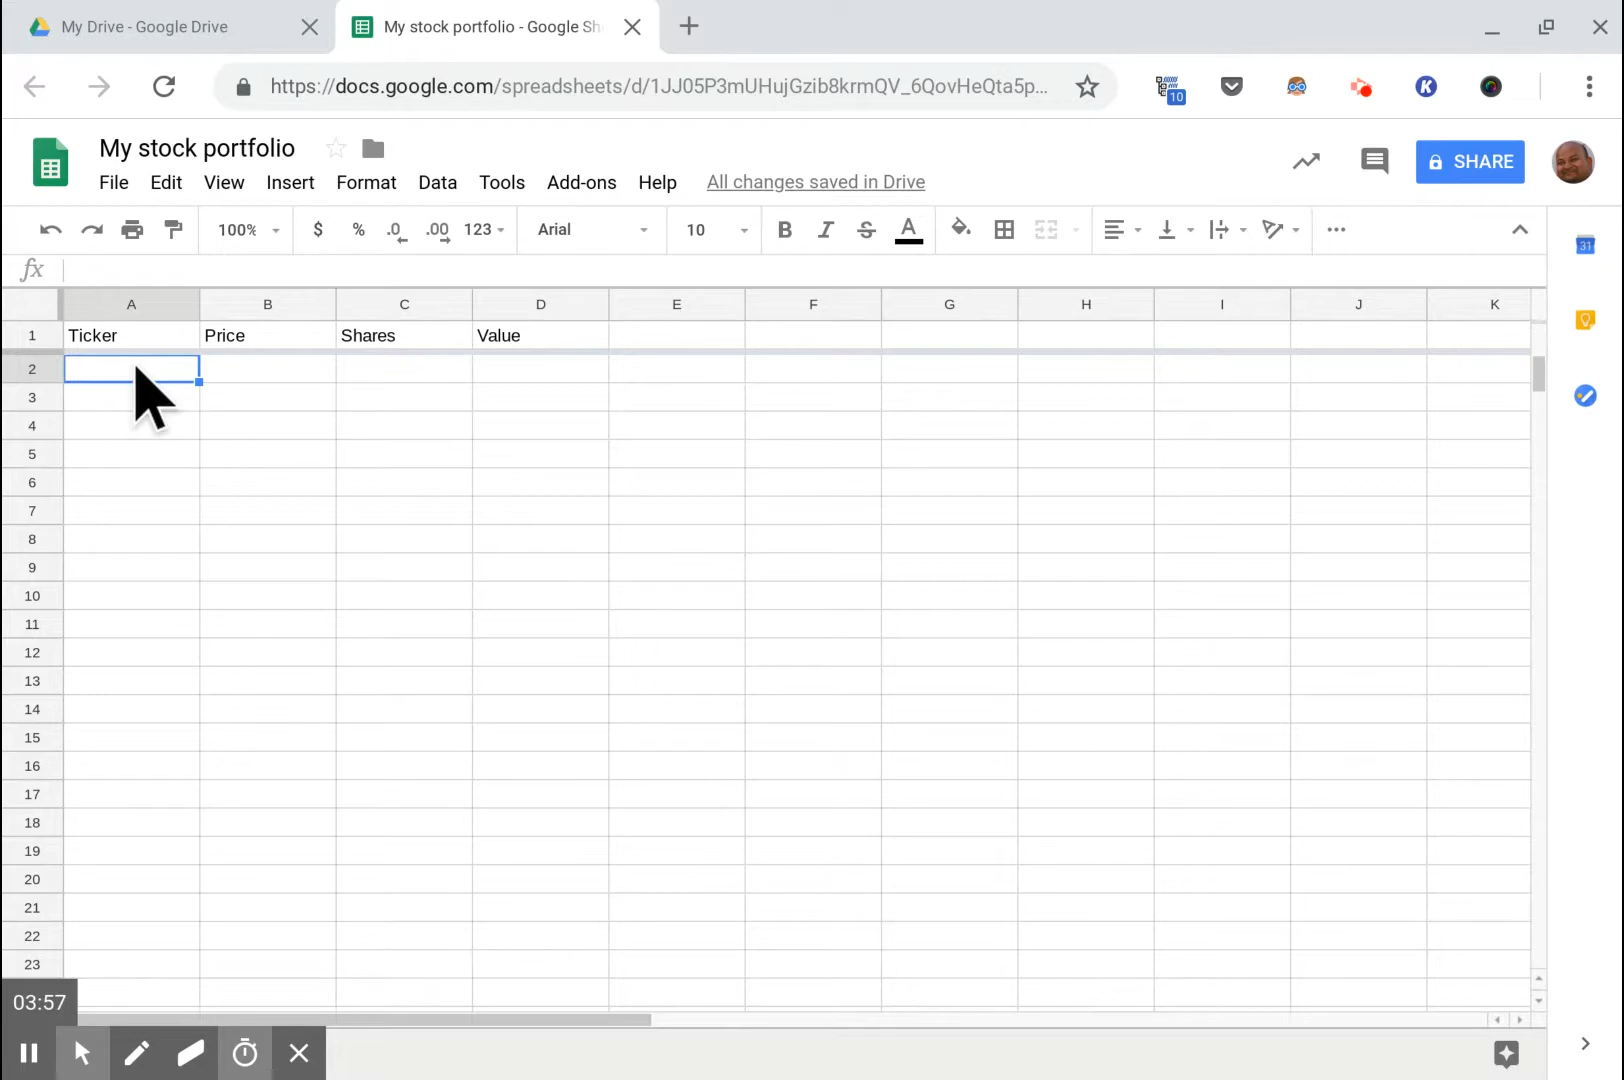 My Drive - Google Drive
My stock portfolio - Google Sh
https://docs.google.com/spreadsheets/d/1JJ05P3mUHujGzib8krmQV_6QovHeQta5p...
10
K
My stock portfolio
SHARE
File Edit View Insert Format Data Tools Add-ons Help All changes saved in Drive
100% $ % .0 .00 123 Arial 10 B I S A
31
fx
A B C D E F G H I J K
1 Ticker Price Shares Value
2
3
4
5
6
7
8
9
10
11
12
13
14
15
16
17
18
19
20
21
22
23
03:57